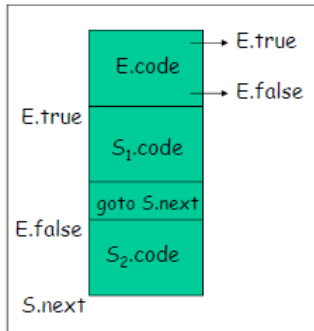 E.true
E.code
E.false
E.true
S₁.code
goto S.next
E.false
S₂.code
S.next